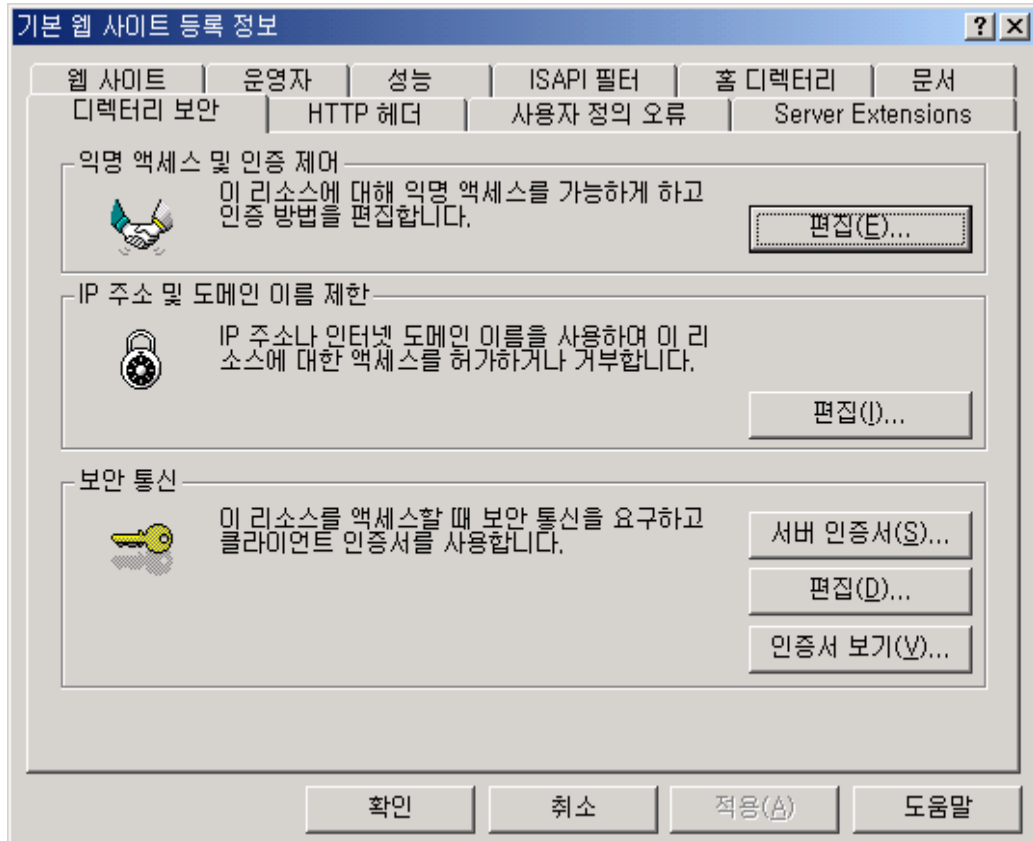 기본 웹 사이트 등록 정보
웹 사이트 운영자 성능 ISAPI 필터 홈 디렉터리 문서
디렉터리 보안 HTTP 헤더 사용자 정의 오류 Server Extensions
익명 액세스 및 인증 제어
이 리소스에 대해 익명 액세스를 가능하게 하고
인증 방법을 편집합니다.
편집(E)...
IP 주소 및 도메인 이름 제한
IP 주소나 인터넷 도메인 이름을 사용하여 이 리
소스에 대한 액세스를 허가하거나 거부합니다.
편집(I)...
보안 통신
이 리소스를 액세스할 때 보안 통신을 요구하고
클라이언트 인증서를 사용합니다.
서버 인증서(S)...
편집(D)...
인증서 보기(V)...
확인 취소 적용(A) 도움말